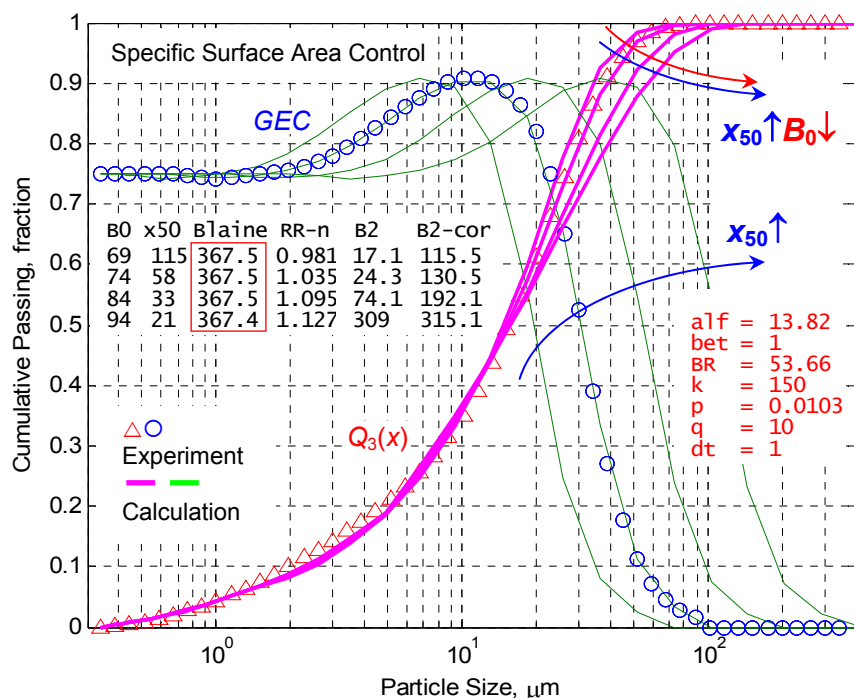 Specific Surface Area Control
GEC
x50↑B0↓
B0 x50 Blaine RR-n B2 B2-cor
69 115 367.5 0.981 17.1 115.5
74 58 367.5 1.035 24.3 130.5
84 33 367.5 1.095 74.1 192.1
94 21 367.4 1.127 309 315.1
x50↑
alf = 13.82
bet = 1
BR = 53.66
k = 150
p = 0.0103
q = 10
dt = 1
Q3(x)
Experiment
Calculation
Cumulative Passing, fraction
1
0.9
0.8
0.7
0.6
0.5
0.4
0.3
0.2
0.1
0
10^0 10^1 10^2
Particle Size, μm